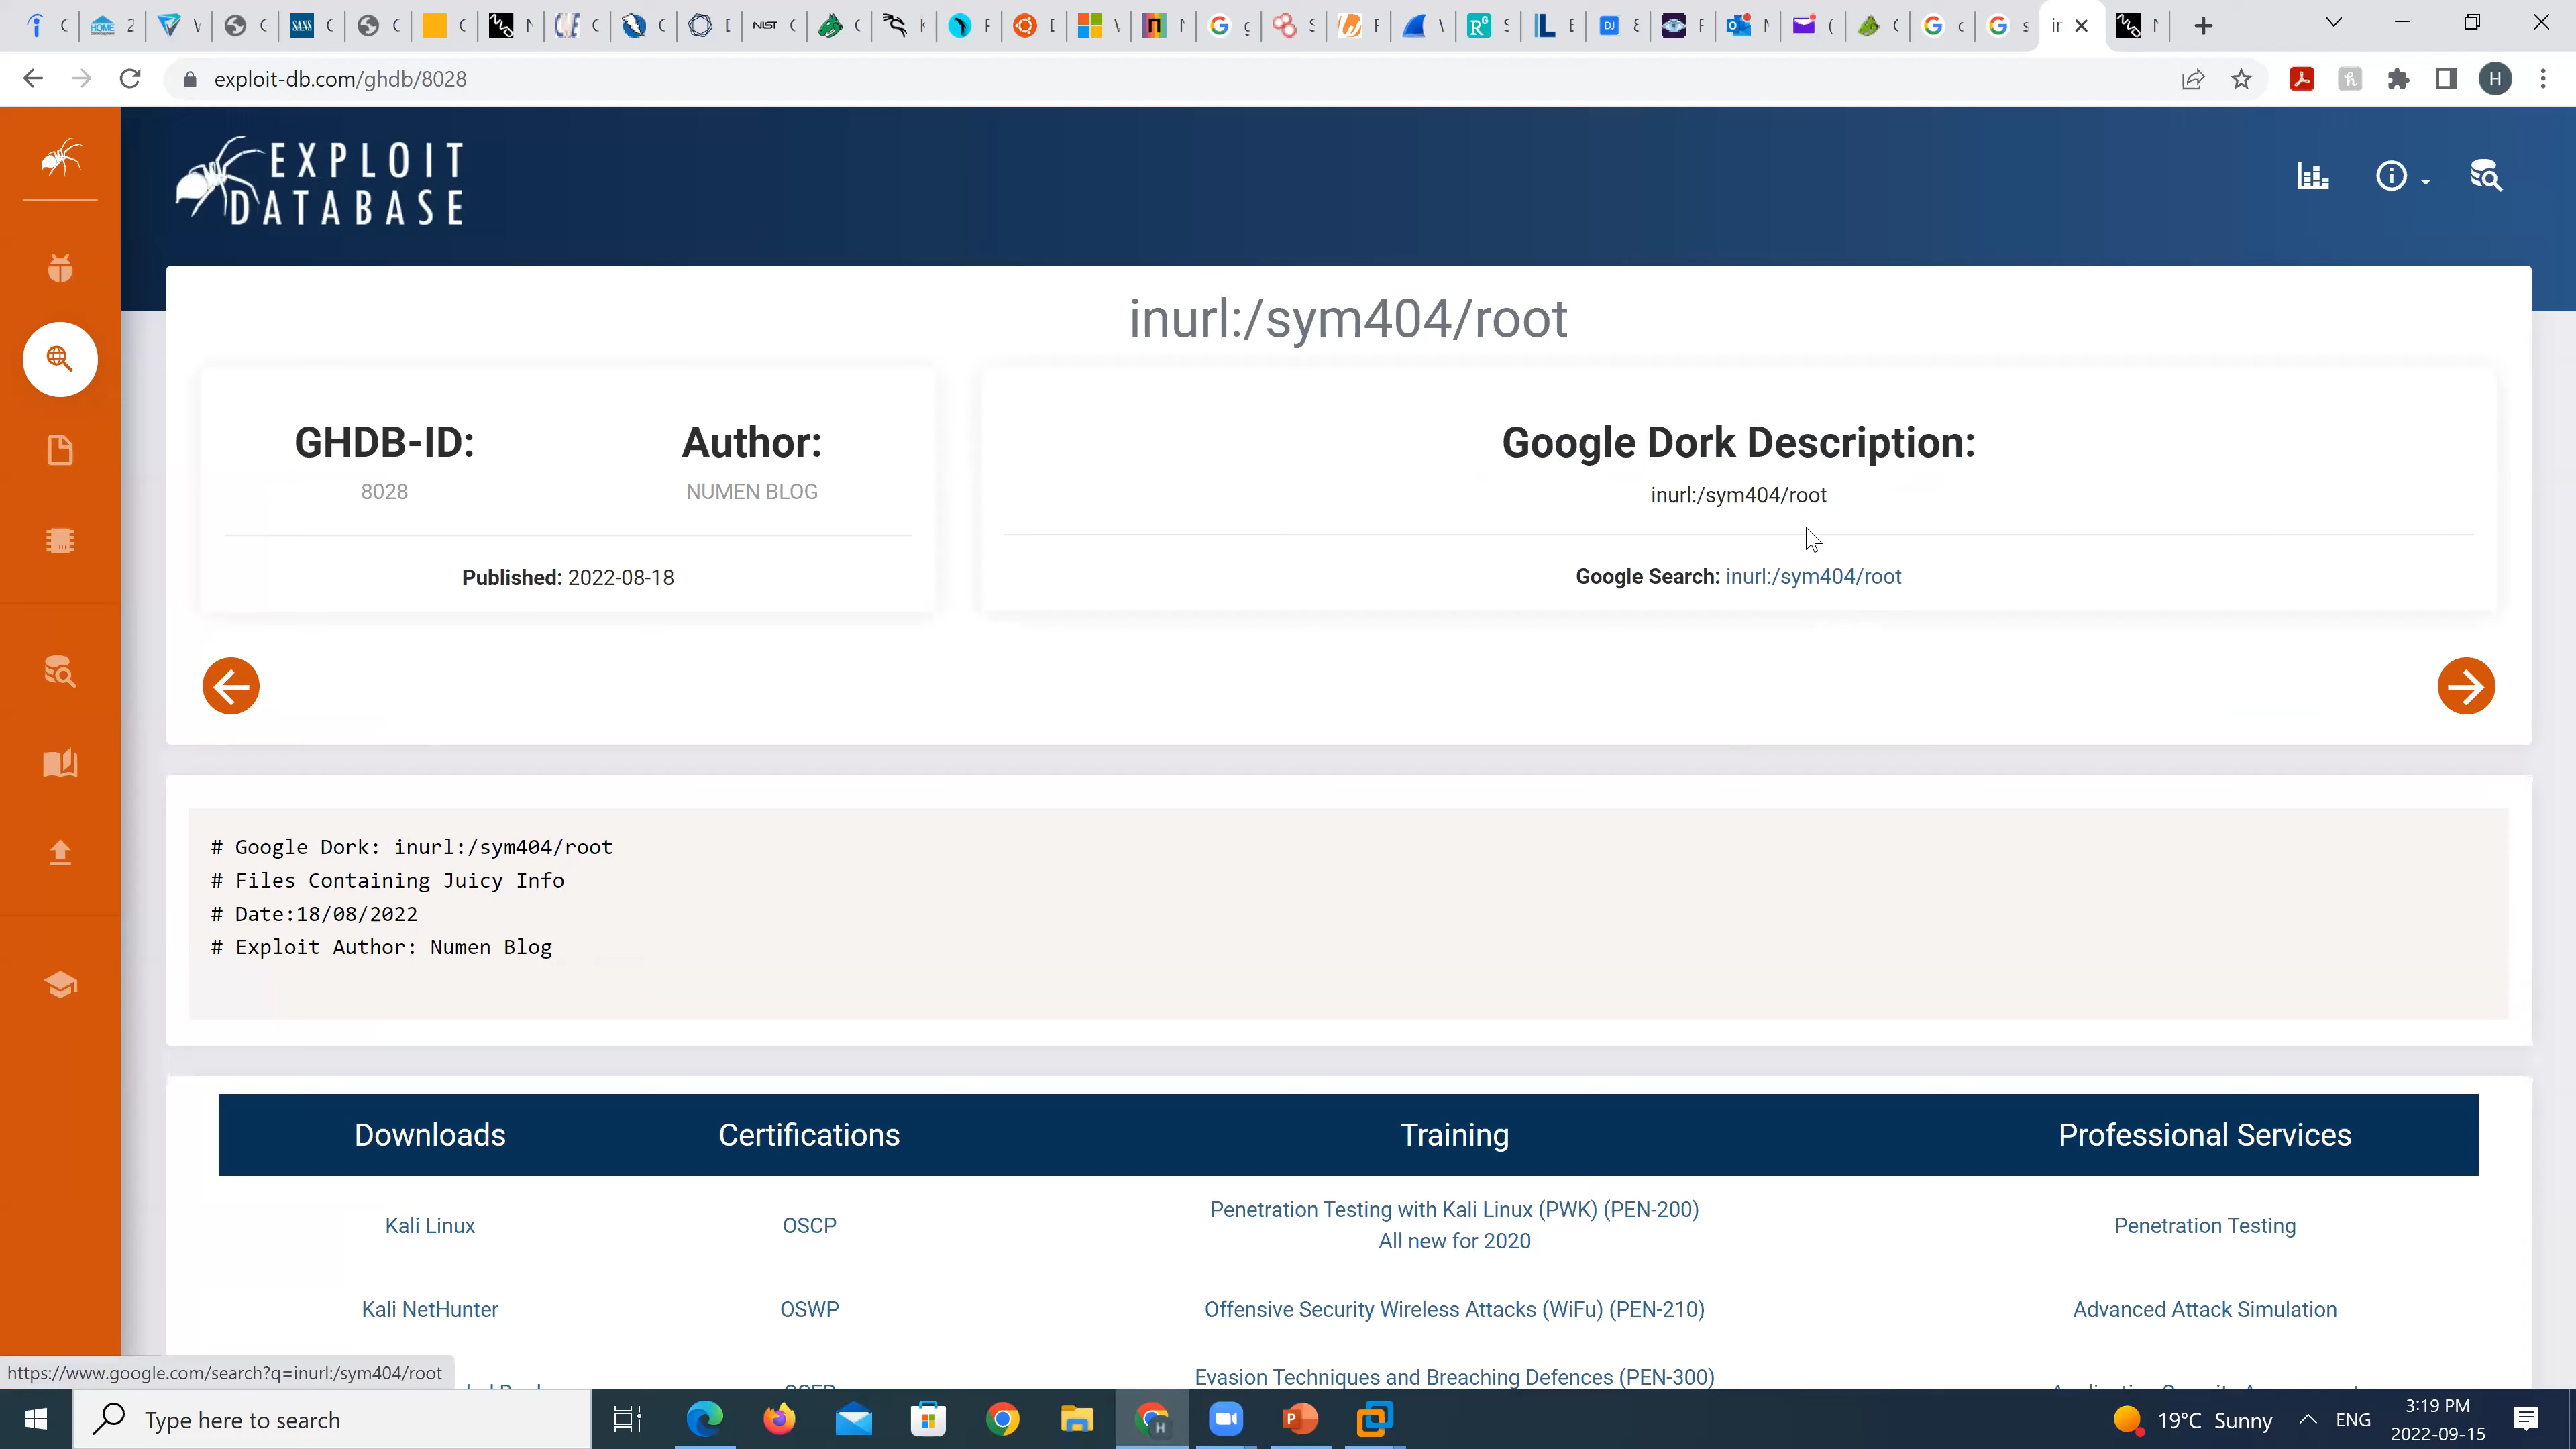 exploit-db.com/ghdb/8028
H
EXPLOIT
DATABASE
inurl:/sym404/root
GHDB-ID:
8028
Author:
NUMEN BLOG
Published: 2022-08-18
Google Dork Description:
inurl:/sym404/root
Google Search: inurl:/sym404/root
# Google Dork: inurl:/sym404/root
# Files Containing Juicy Info
# Date:18/08/2022
# Exploit Author: Numen Blog
Downloads
Certifications
Training
Professional Services
Kali Linux
OSCP
Penetration Testing with Kali Linux (PWK) (PEN-200)
All new for 2020
Penetration Testing
Kali NetHunter
OSWP
Offensive Security Wireless Attacks (WiFu) (PEN-210)
Advanced Attack Simulation
Evasion Techniques and Breaching Defences (PEN-300)
https://www.google.com/search?q=inurl:/sym404/root
Type here to search
19°C Sunny
ENG
3:19 PM
2022-09-15